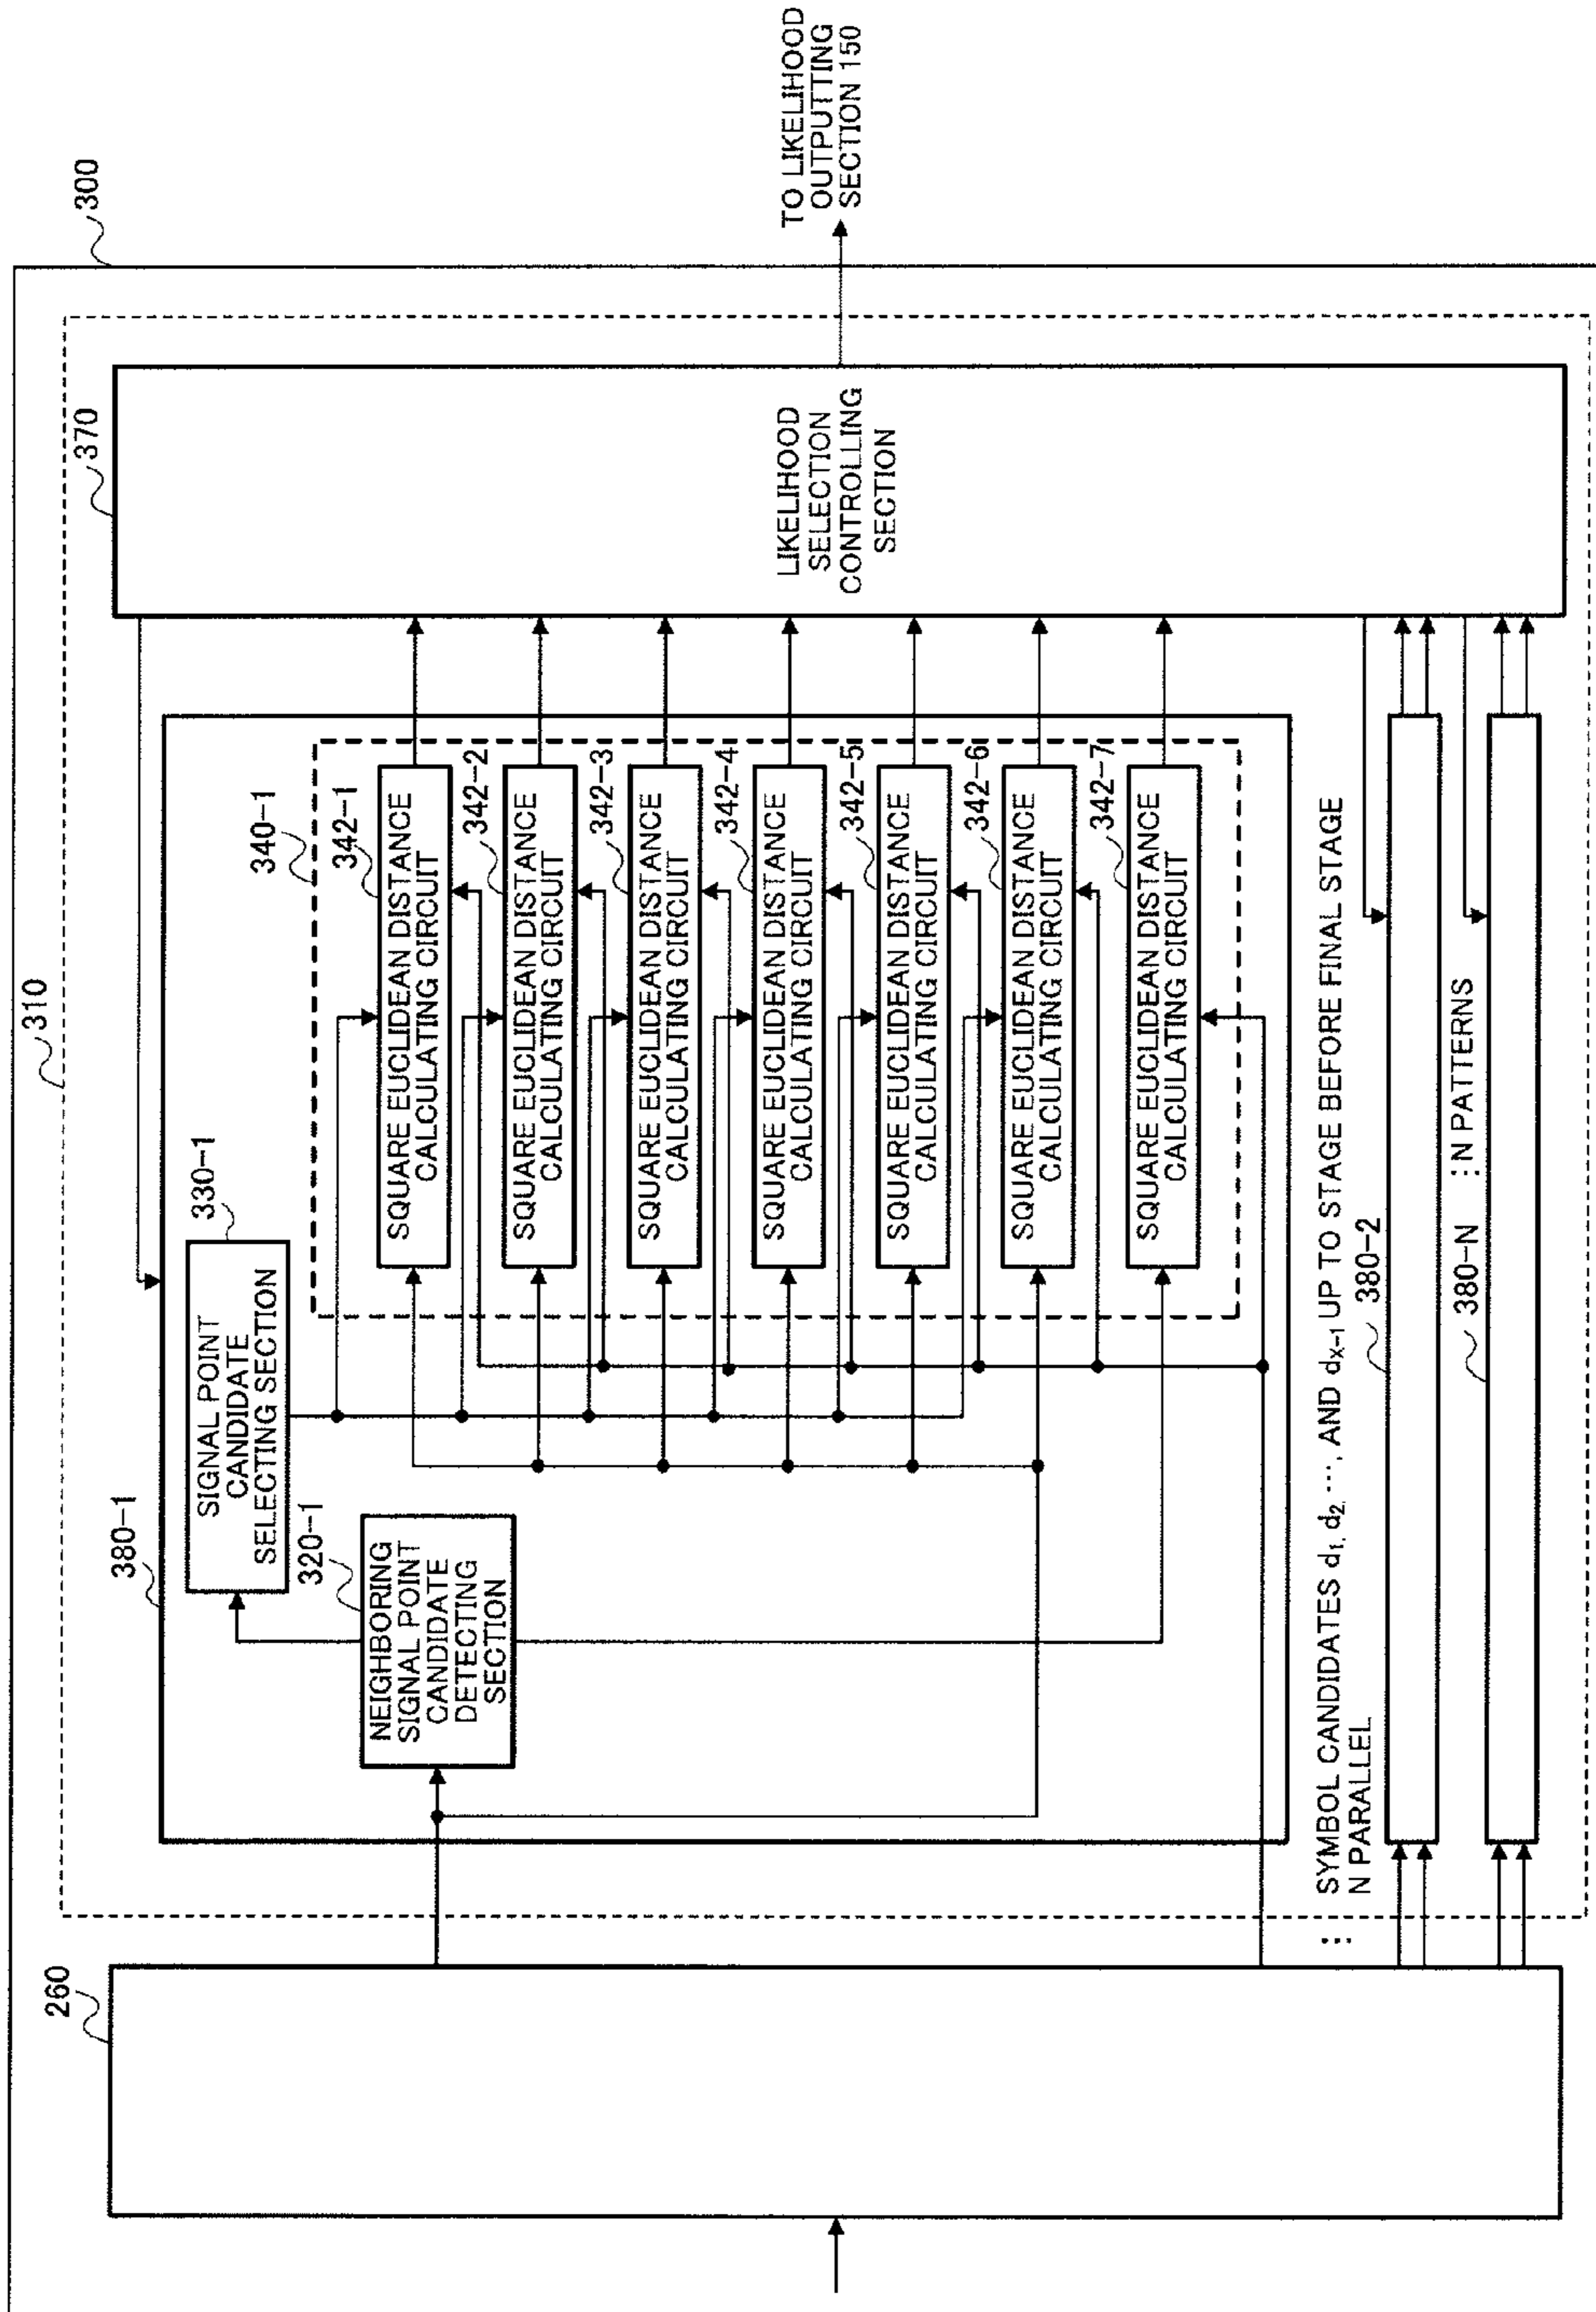 300
310
260
370
LIKELIHOOD
SELECTION
CONTROLLING
SECTION
TO LIKELIHOOD
OUTPUTTING
SECTION 150
380-1
330-1
SIGNAL POINT
CANDIDATE
SELECTING SECTION
320-1
NEIGHBORING
SIGNAL POINT
CANDIDATE
DETECTING
SECTION
340-1
342-1
SQUARE EUCLIDEAN DISTANCE
CALCULATING CIRCUIT
342-2
SQUARE EUCLIDEAN DISTANCE
CALCULATING CIRCUIT
342-3
SQUARE EUCLIDEAN DISTANCE
CALCULATING CIRCUIT
342-4
SQUARE EUCLIDEAN DISTANCE
CALCULATING CIRCUIT
342-5
SQUARE EUCLIDEAN DISTANCE
CALCULATING CIRCUIT
342-6
SQUARE EUCLIDEAN DISTANCE
CALCULATING CIRCUIT
342-7
SQUARE EUCLIDEAN DISTANCE
CALCULATING CIRCUIT
SYMBOL CANDIDATES d₁, d₂, ⋯, AND dₓ₋₁ UP TO STAGE BEFORE FINAL STAGE
N PARALLEL
⋮
380-2
380-N ⋮N PATTERNS